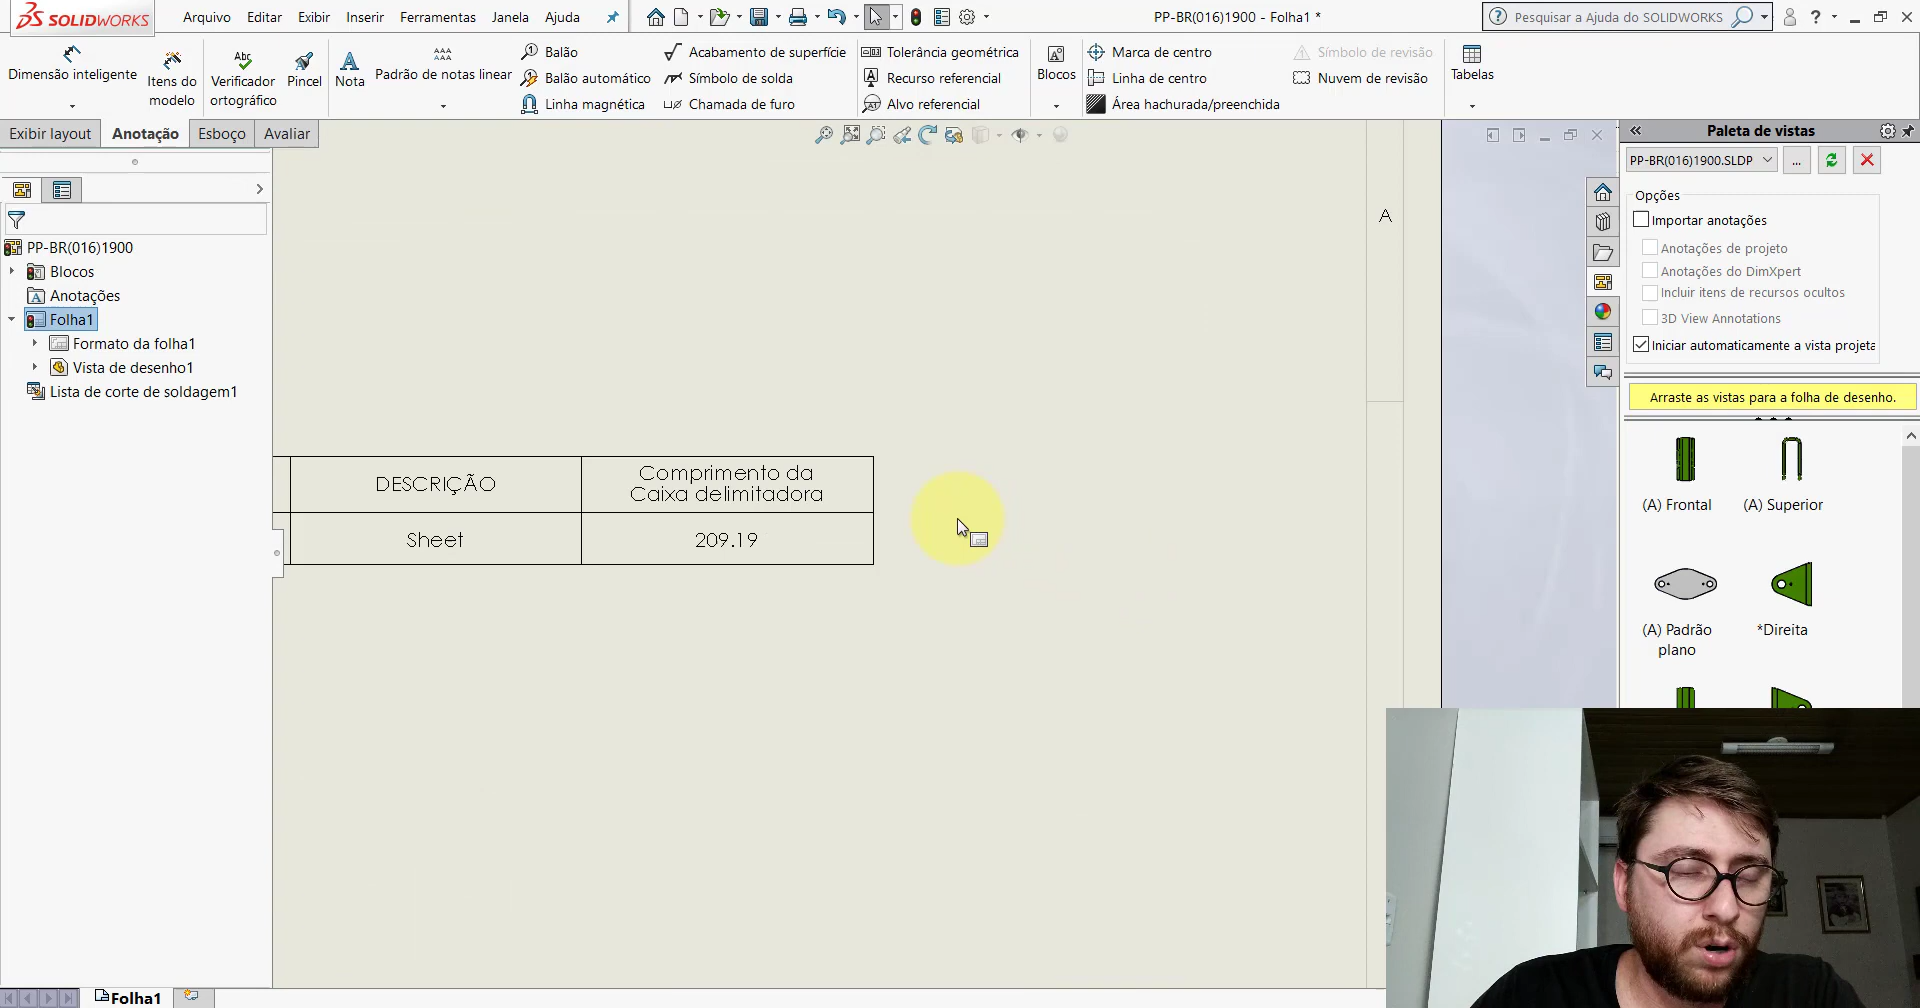 SOLIDWORKS
Arquivo Editar Exibir Inserir Ferramentas Janela Ajuda
PP-BR(016)1900 - Folha1 *
Pesquisar a Ajuda do SOLIDWORKS
Dimensão inteligente
Itens do modelo
Verificador ortográfico
Pincel
Nota
Padrão de notas linear
Balão
Balão automático
Linha magnética
Acabamento de superfície
Símbolo de solda
Chamada de furo
Tolerância geométrica
Recurso referencial
Alvo referencial
Blocos
Marca de centro
Linha de centro
Área hachurada/preenchida
Símbolo de revisão
Nuvem de revisão
Tabelas
Exibir layout Anotação Esboço Avaliar
PP-BR(016)1900
Blocos
Anotações
Folha1
Formato da folha1
Vista de desenho1
Lista de corte de soldagem1
A
DESCRIÇÃO
Comprimento da
Caixa delimitadora
Sheet
209.19
Paleta de vistas
PP-BR(016)1900.SLDP
...
Opções
Importar anotações
Anotações de projeto
Anotações do DimXpert
Incluir itens de recursos ocultos
3D View Annotations
Iniciar automaticamente a vista projeta
Arraste as vistas para a folha de desenho.
(A) Frontal
(A) Superior
(A) Padrão
plano
*Direita
Folha1